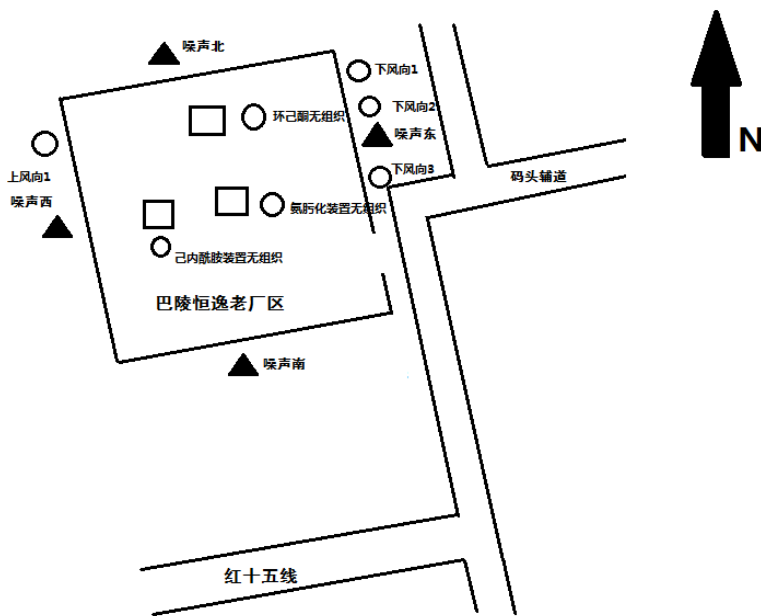 噪声北
下风向1
环己酮无组织
下风向2
噪声东
上风向1
下风向3
码头辅道
噪声西
氨肟化装置无组织
己内酰胺装置无组织
巴陵恒逸老厂区
噪声南
红十五线
N